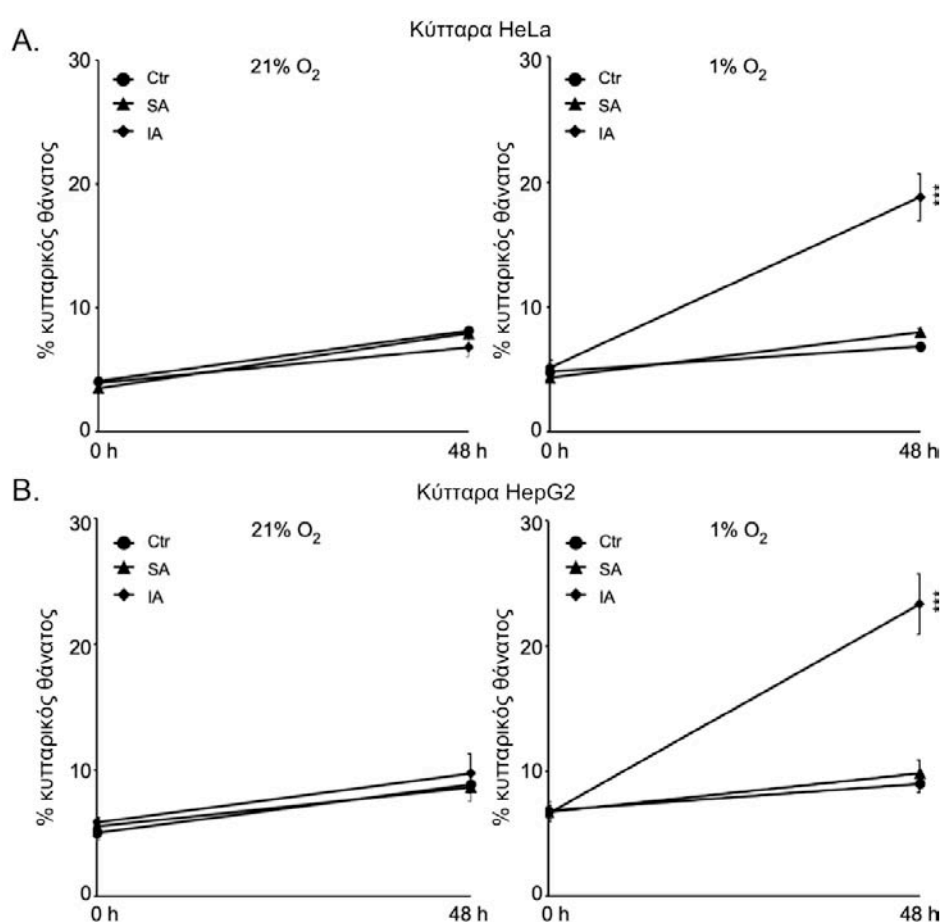 Κύτταρα HeLa
A.
21% O₂
Ctr
SA
IA
% κυτταρικός θάνατος
30
20
10
0
0 h
48 h
1% O₂
Ctr
SA
IA
% κυτταρικός θάνατος
30
20
10
0
0 h
48 h
***
B.
Κύτταρα HepG2
21% O₂
Ctr
SA
IA
% κυτταρικός θάνατος
30
20
10
0
0 h
48 h
1% O₂
Ctr
SA
IA
% κυτταρικός θάνατος
30
20
10
0
0 h
48 h
***